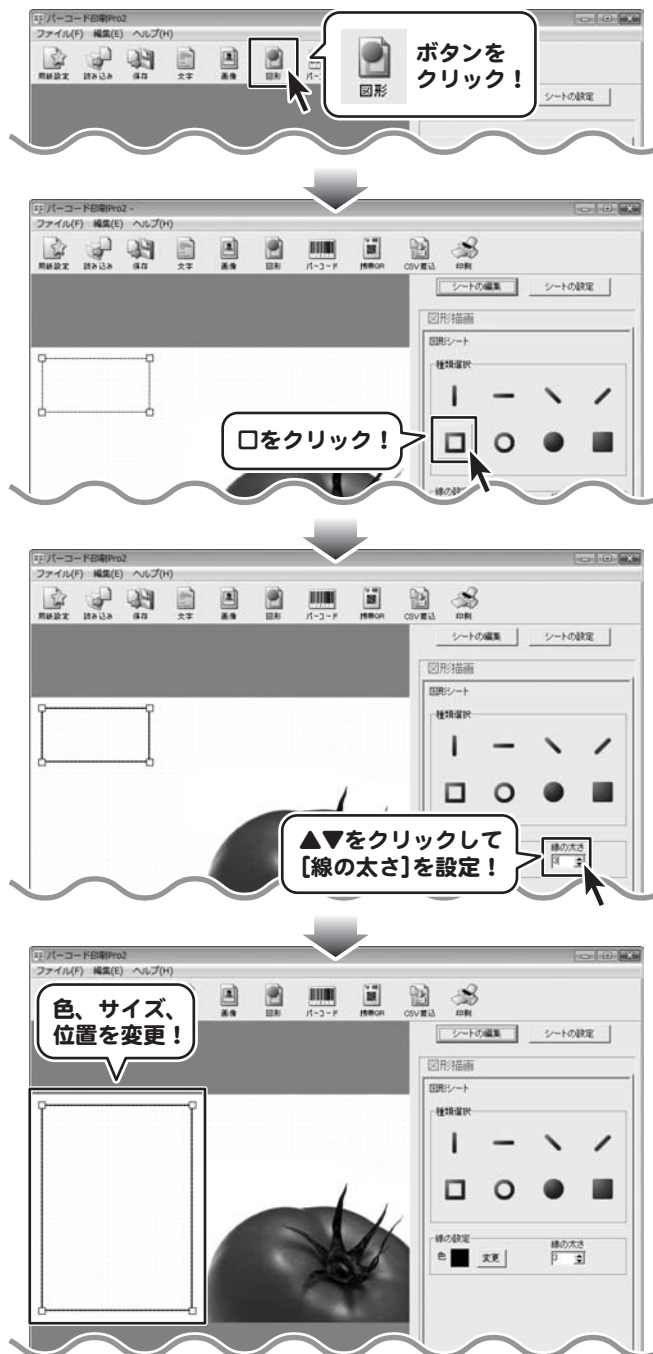 バーコード印刷Pro2
ファイル(F) 編集(E) ヘルプ(H)
用紙設定 読み込み 保存 文字 画像 図形
図形
ボタンを
クリック！
シートの設定
バーコード印刷Pro2 -
ファイル(F) 編集(E) ヘルプ(H)
用紙設定 読み込み 保存 文字 画像 図形 バーコード 携帯QR CSV差込 印刷
シートの編集 シートの設定
図形描画
図形シート
種類選択
□をクリック！
バーコード印刷Pro2
ファイル(F) 編集(E) ヘルプ(H)
用紙設定 読み込み 保存 文字 画像 図形 バーコード 携帯QR CSV差込 印刷
シートの編集 シートの設定
図形描画
図形シート
種類選択
▲▼をクリックして
[線の太さ]を設定！
線の太さ
3
バーコード印刷Pro2
ファイル(F) 編集(E) ヘルプ(H)
画像 図形 バーコード 携帯QR CSV差込 印刷
色、サイズ、
位置を変更！
シートの編集 シートの設定
図形描画
図形シート
種類選択
線の設定 線の太さ
色 変更 3